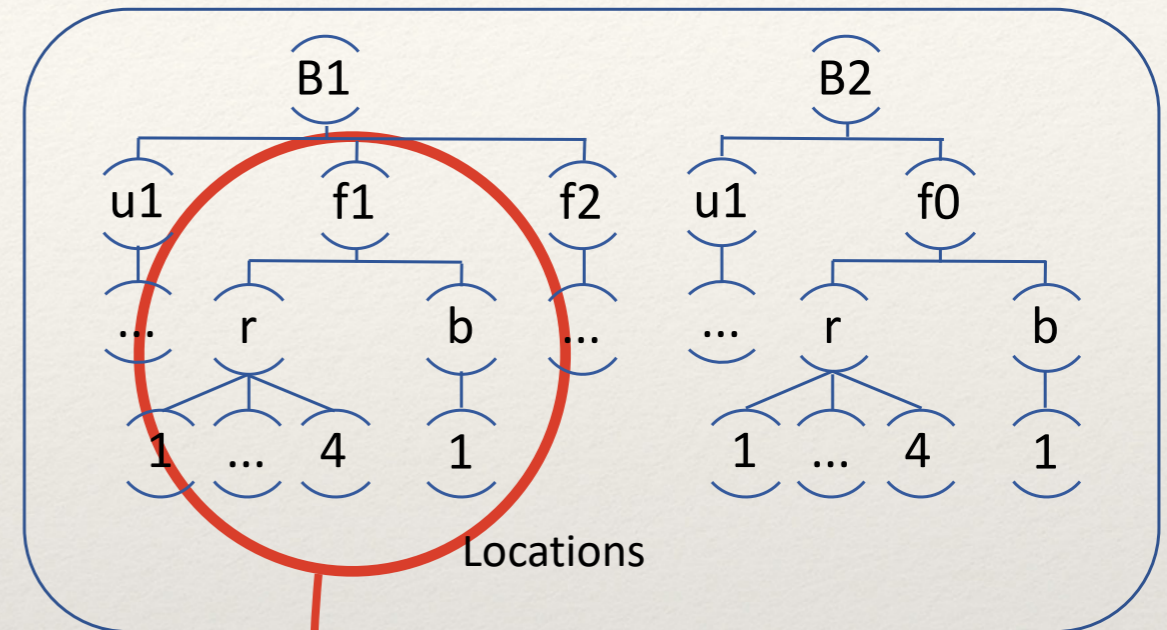 B1 B2
u1 f1 f2 u1 f0
... r b ... ... r b
1 ... 4 1 1 ... 4 1
Locations